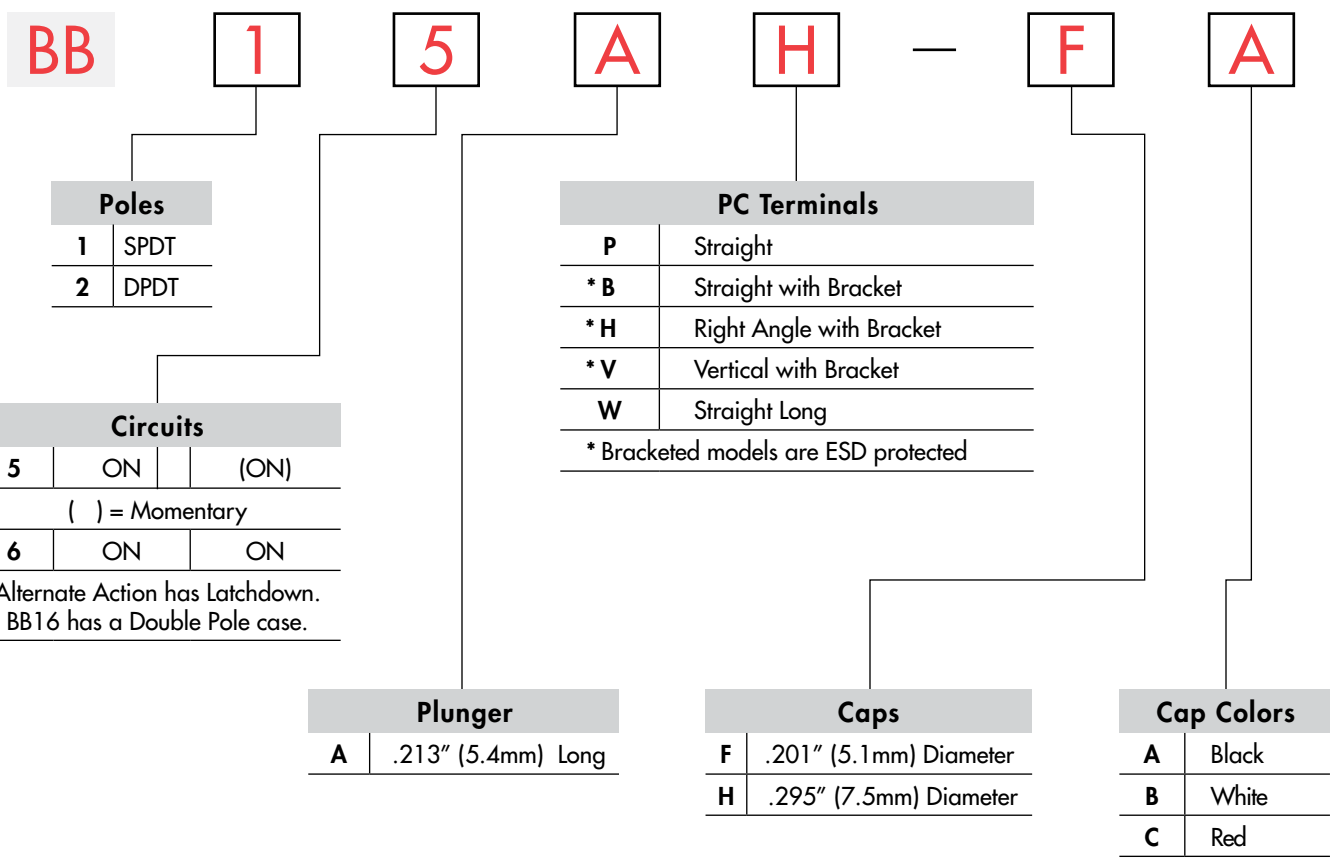 BB 1 5 A H — F A
Poles
1 SPDT
2 DPDT
PC Terminals
P Straight
* B Straight with Bracket
* H Right Angle with Bracket
* V Vertical with Bracket
W Straight Long
* Bracketed models are ESD protected
Circuits
5 ON (ON)
( ) = Momentary
6 ON ON
Alternate Action has Latchdown.
BB16 has a Double Pole case.
Plunger
A .213" (5.4mm) Long
Caps
F .201" (5.1mm) Diameter
H .295" (7.5mm) Diameter
Cap Colors
A Black
B White
C Red